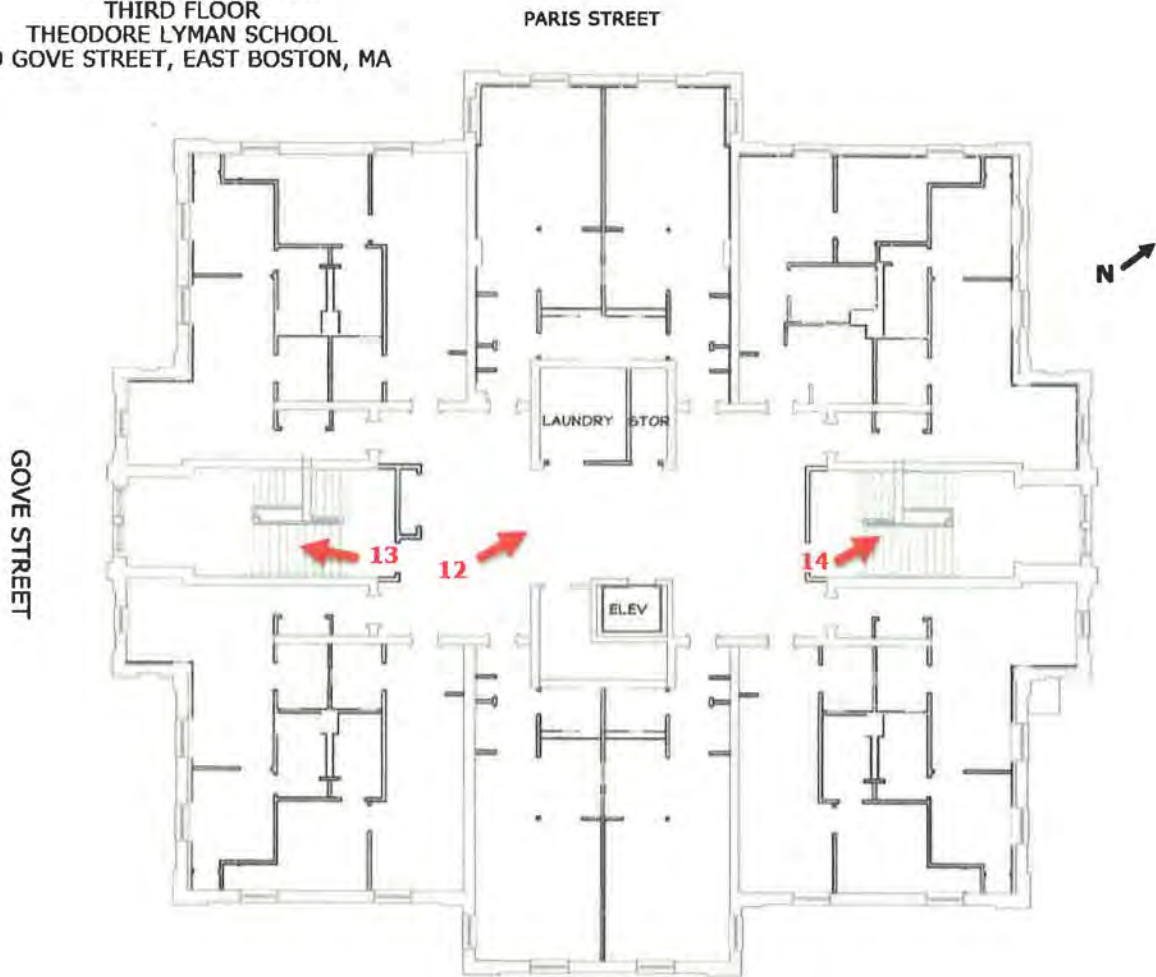 THIRD FLOOR
PARIS STREET
THEODORE LYMAN SCHOOL
GOVE STREET, EAST BOSTON, MA
N
LAUNDRY STOR
GOVE STREET
13
12
14
ELEV